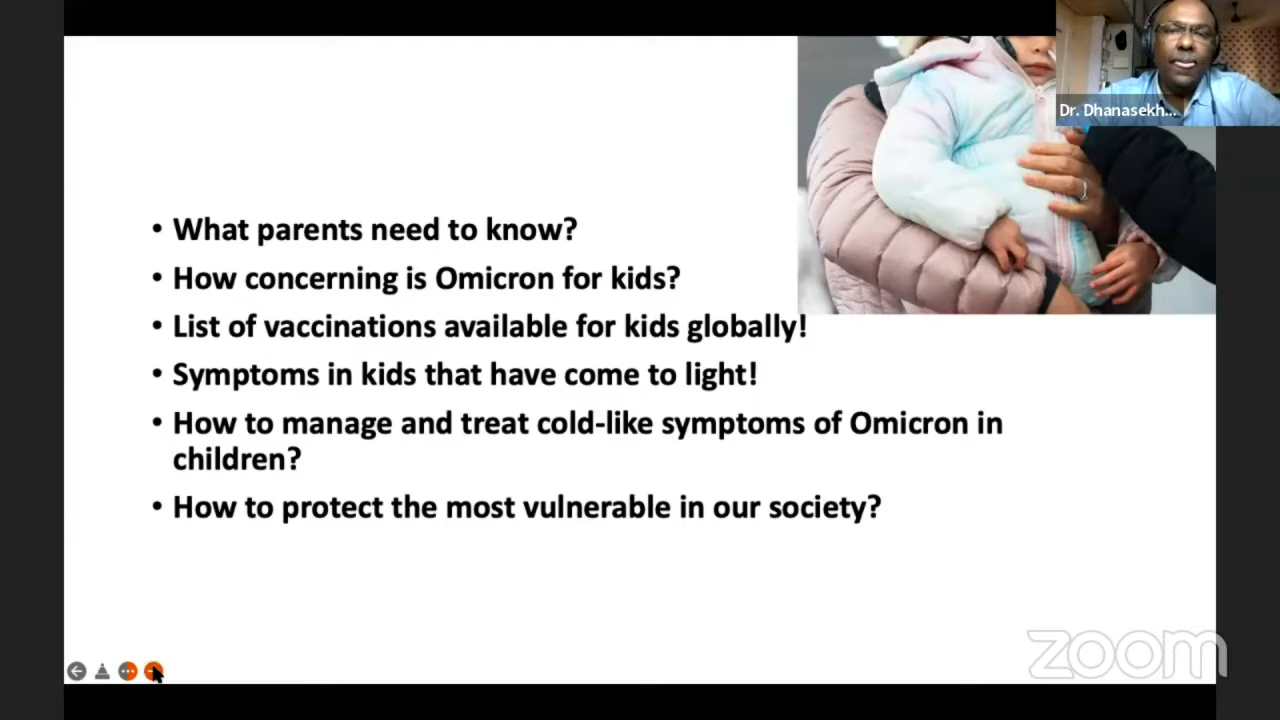 Dr. Dhanasekh...
• What parents need to know?
• How concerning is Omicron for kids?
• List of vaccinations available for kids globally!
• Symptoms in kids that have come to light!
• How to manage and treat cold-like symptoms of Omicron in
children?
• How to protect the most vulnerable in our society?
zoom